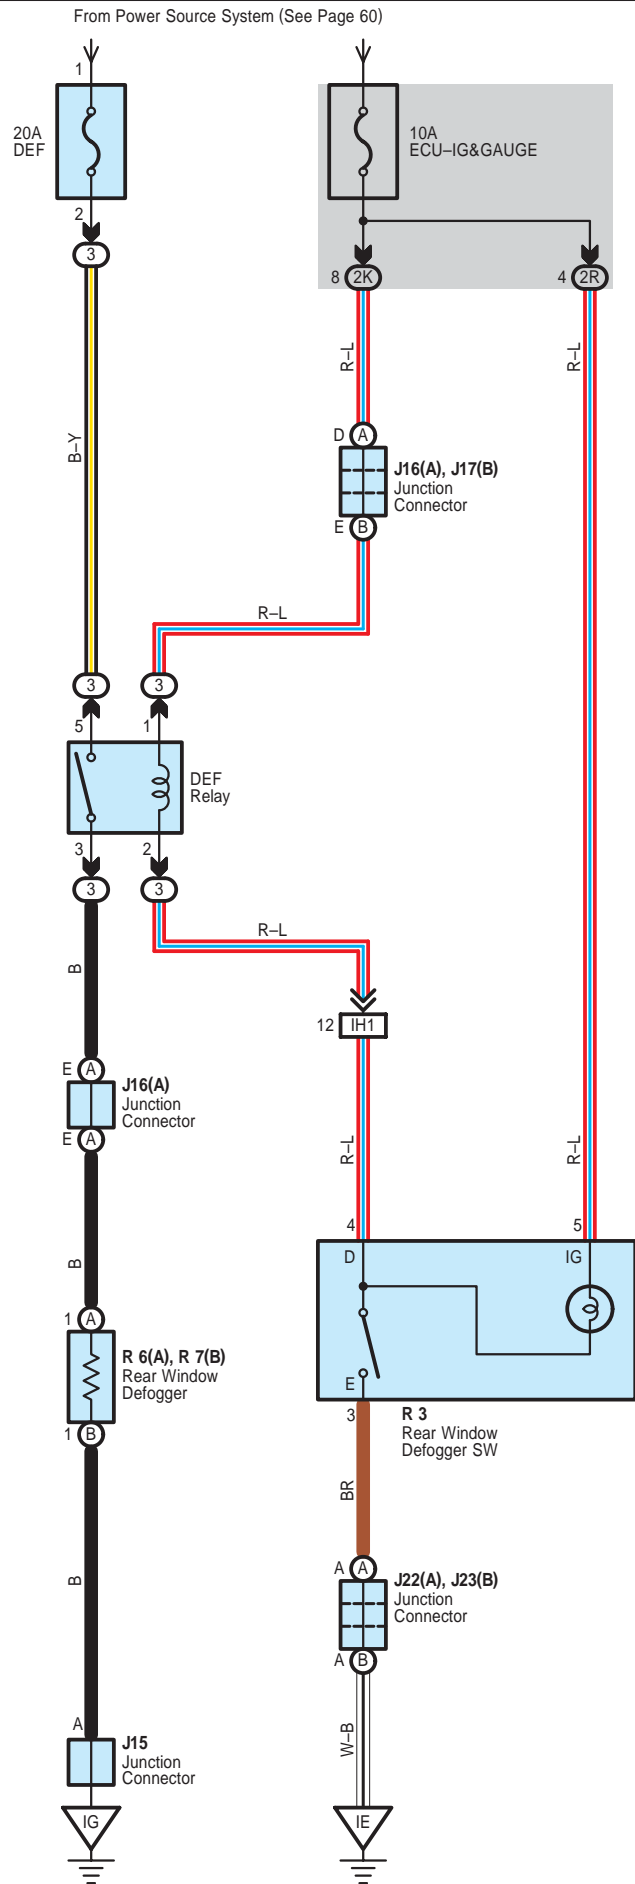 From Power Source System (See Page 60)
1
20A
DEF
10A
ECU–IG&GAUGE
2
3
8 2K
4 2R
R–L
R–L
B–Y
D A
J16(A), J17(B)
Junction
Connector
E B
R–L
3
3
5
1
DEF
Relay
3
2
3
3
R–L
B
12 IH1
E A
J16(A)
Junction
Connector
E A
R–L
R–L
4
5
D
IG
B
1 A
R 6(A), R 7(B)
Rear Window
Defogger
E
1 B
3
R 3
Rear Window
Defogger SW
BR
A A
J22(A), J23(B)
Junction
Connector
B
A B
A
J15
Junction
Connector
W–B
IG
IE